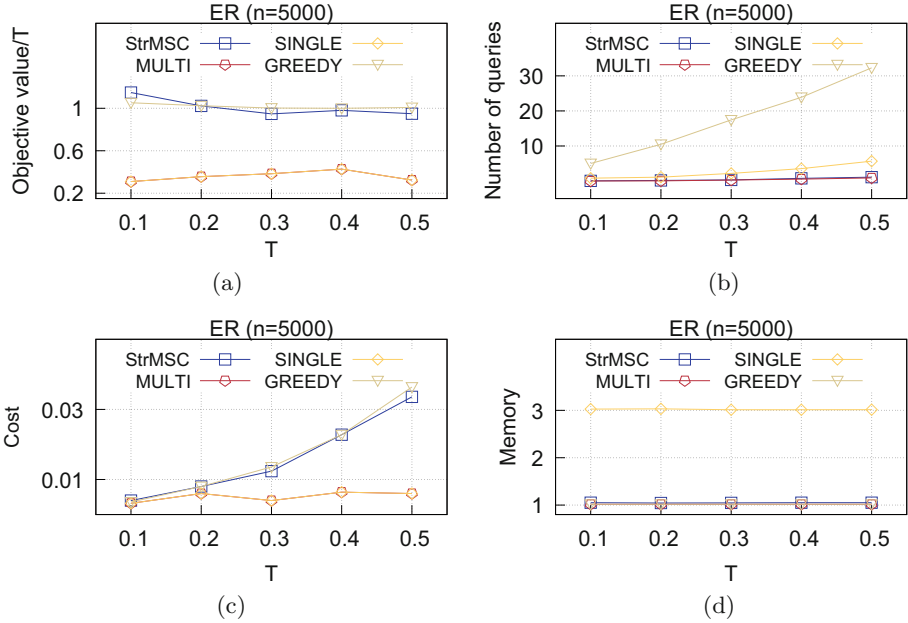 ER (n=5000)
Objective value/T
StrMSC
SINGLE
MULTI
GREEDY
1
0.6
0.2
0.1 0.2 0.3 0.4 0.5
T
(a)
ER (n=5000)
Number of queries
StrMSC
SINGLE
MULTI
GREEDY
30
20
10
0.1 0.2 0.3 0.4 0.5
T
(b)
ER (n=5000)
Cost
StrMSC
SINGLE
MULTI
GREEDY
0.03
0.01
0.1 0.2 0.3 0.4 0.5
T
(c)
ER (n=5000)
Memory
StrMSC
SINGLE
MULTI
GREEDY
3
2
1
0.1 0.2 0.3 0.4 0.5
T
(d)